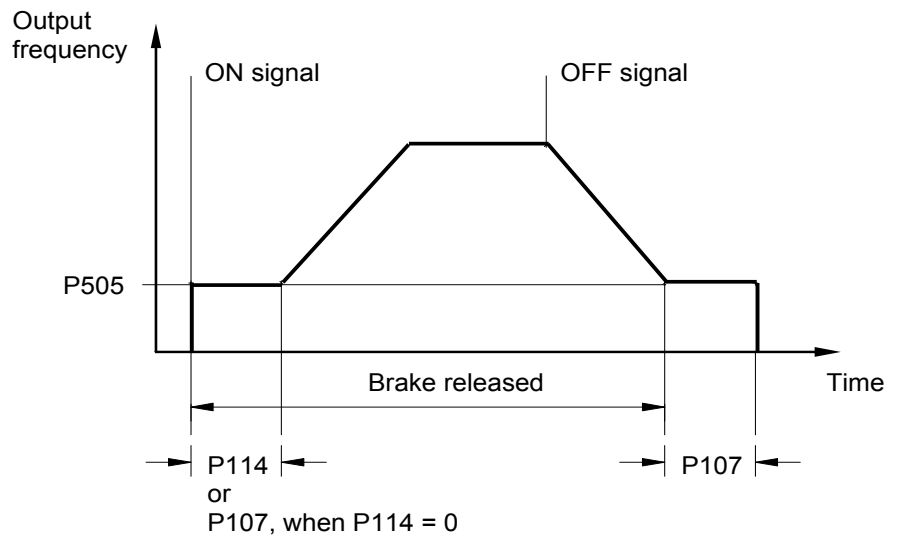 Output
frequency
ON signal
OFF signal
P505
Brake released
Time
P114
or
P107, when P114 = 0
P107